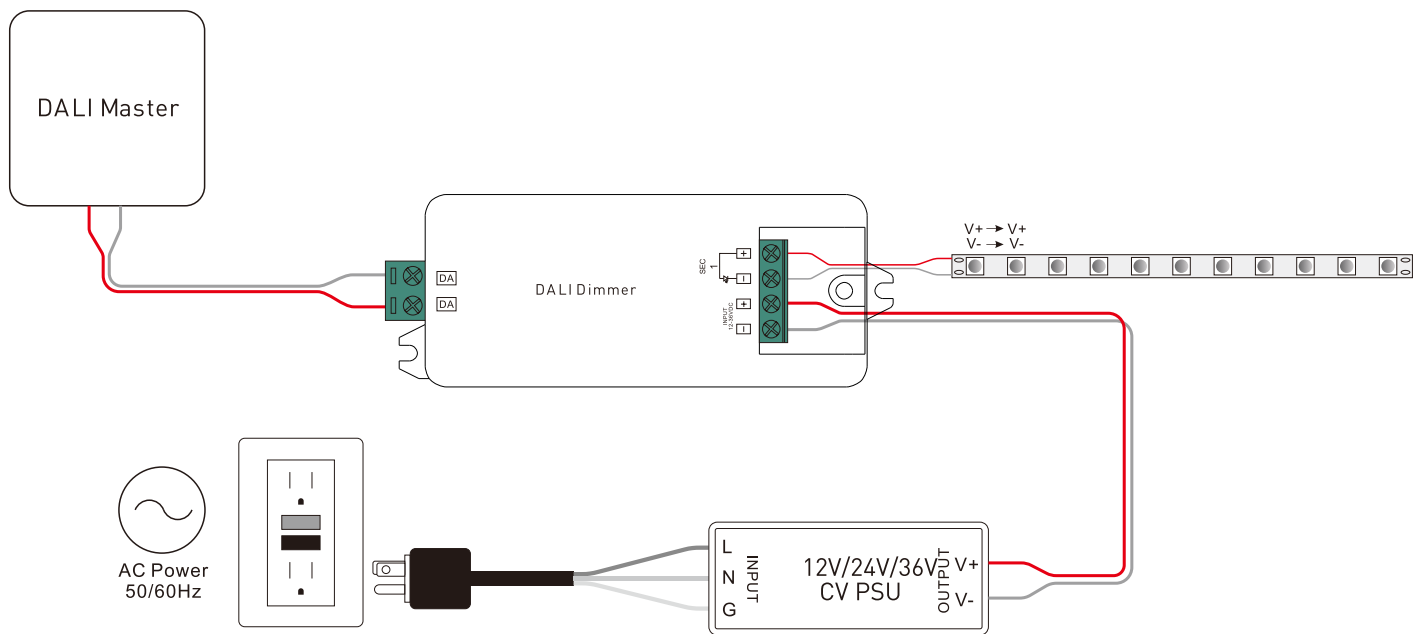 DALI Master
V+ → V+
V- → V-
SEC
1
+
−
DA
DALI Dimmer
DA
INPUT
12-36VDC
+
−
AC Power
50/60Hz
L
N
G
INPUT
12V/24V/36V
CV PSU
OUTPUT
V+
V-